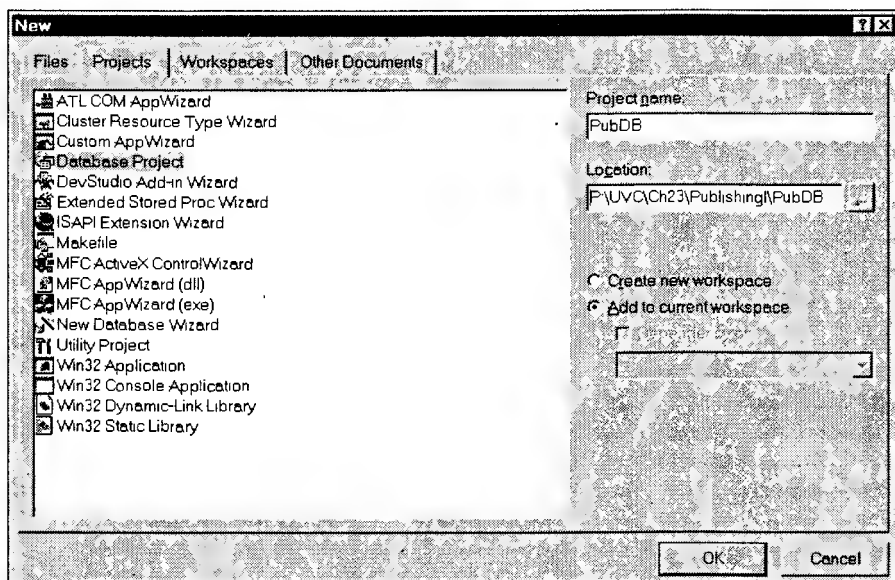 New
Files Projects Workspaces Other Documents
ATL COM AppWizard
Cluster Resource Type Wizard
Custom AppWizard
Database Project
DevStudio Add-in Wizard
Extended Stored Proc Wizard
ISAPI Extension Wizard
Makefile
MFC ActiveX ControlWizard
MFC AppWizard (dll)
MFC AppWizard (exe)
New Database Wizard
Utility Project
Win32 Application
Win32 Console Application
Win32 Dynamic-Link Library
Win32 Static Library
Project name:
PubDB
Location:
P:\UVC\Ch23\PublishingI\PubDB
...
Create new workspace
Add to current workspace
OK Cancel